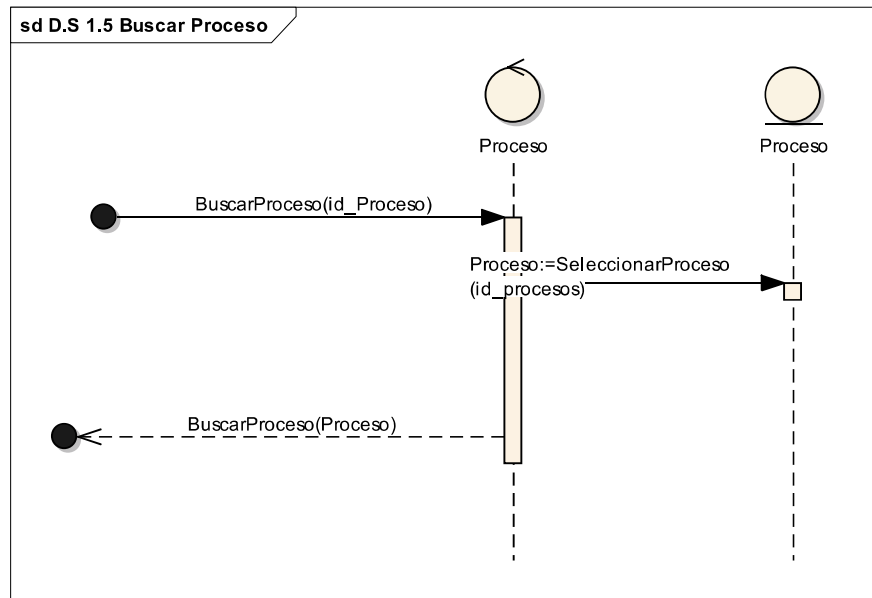 sd D.S 1.5 Buscar Proceso
Proceso
Proceso
BuscarProceso(id_Proceso)
Proceso:=SeleccionarProceso
(id_procesos)
BuscarProceso(Proceso)